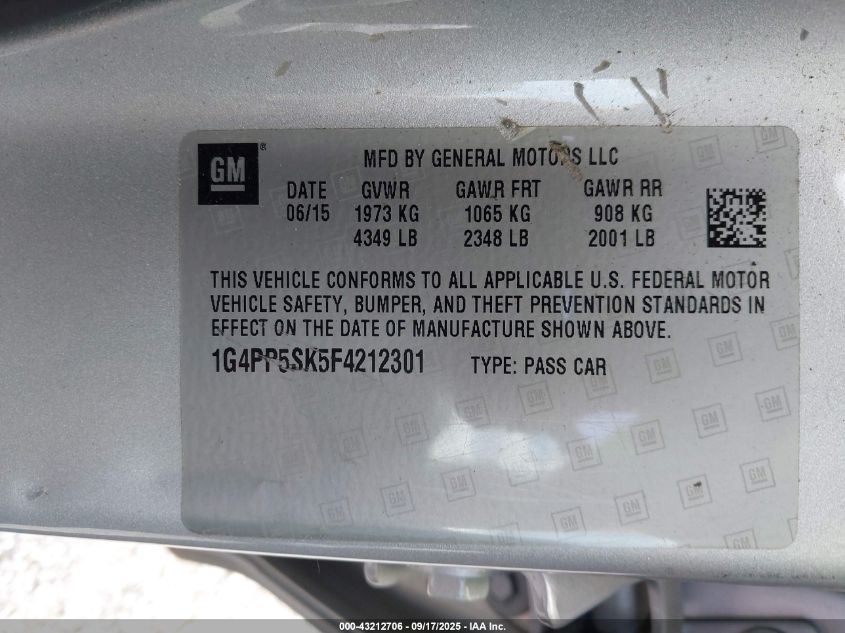 GM ®
MFD BY GENERAL MOTORS LLC
DATE GVWR GAWR FRT GAWR RR
06/15 1973 KG 1065 KG 908 KG
4349 LB 2348 LB 2001 LB
THIS VEHICLE CONFORMS TO ALL APPLICABLE U.S. FEDERAL MOTOR
VEHICLE SAFETY, BUMPER, AND THEFT PREVENTION STANDARDS IN
EFFECT ON THE DATE OF MANUFACTURE SHOWN ABOVE.
1G4PP5SK5F4212301 TYPE: PASS CAR
000-43212706 - 09/17/2025 - IAA Inc.